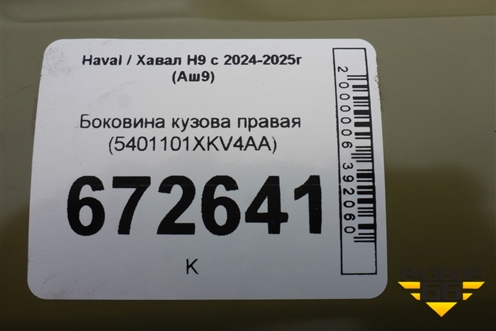 Haval / Хавал H9 с 2024-2025г
(Аш9)
Боковина кузова правая
(5401101XKV4AA)
672641
К
2000006392060